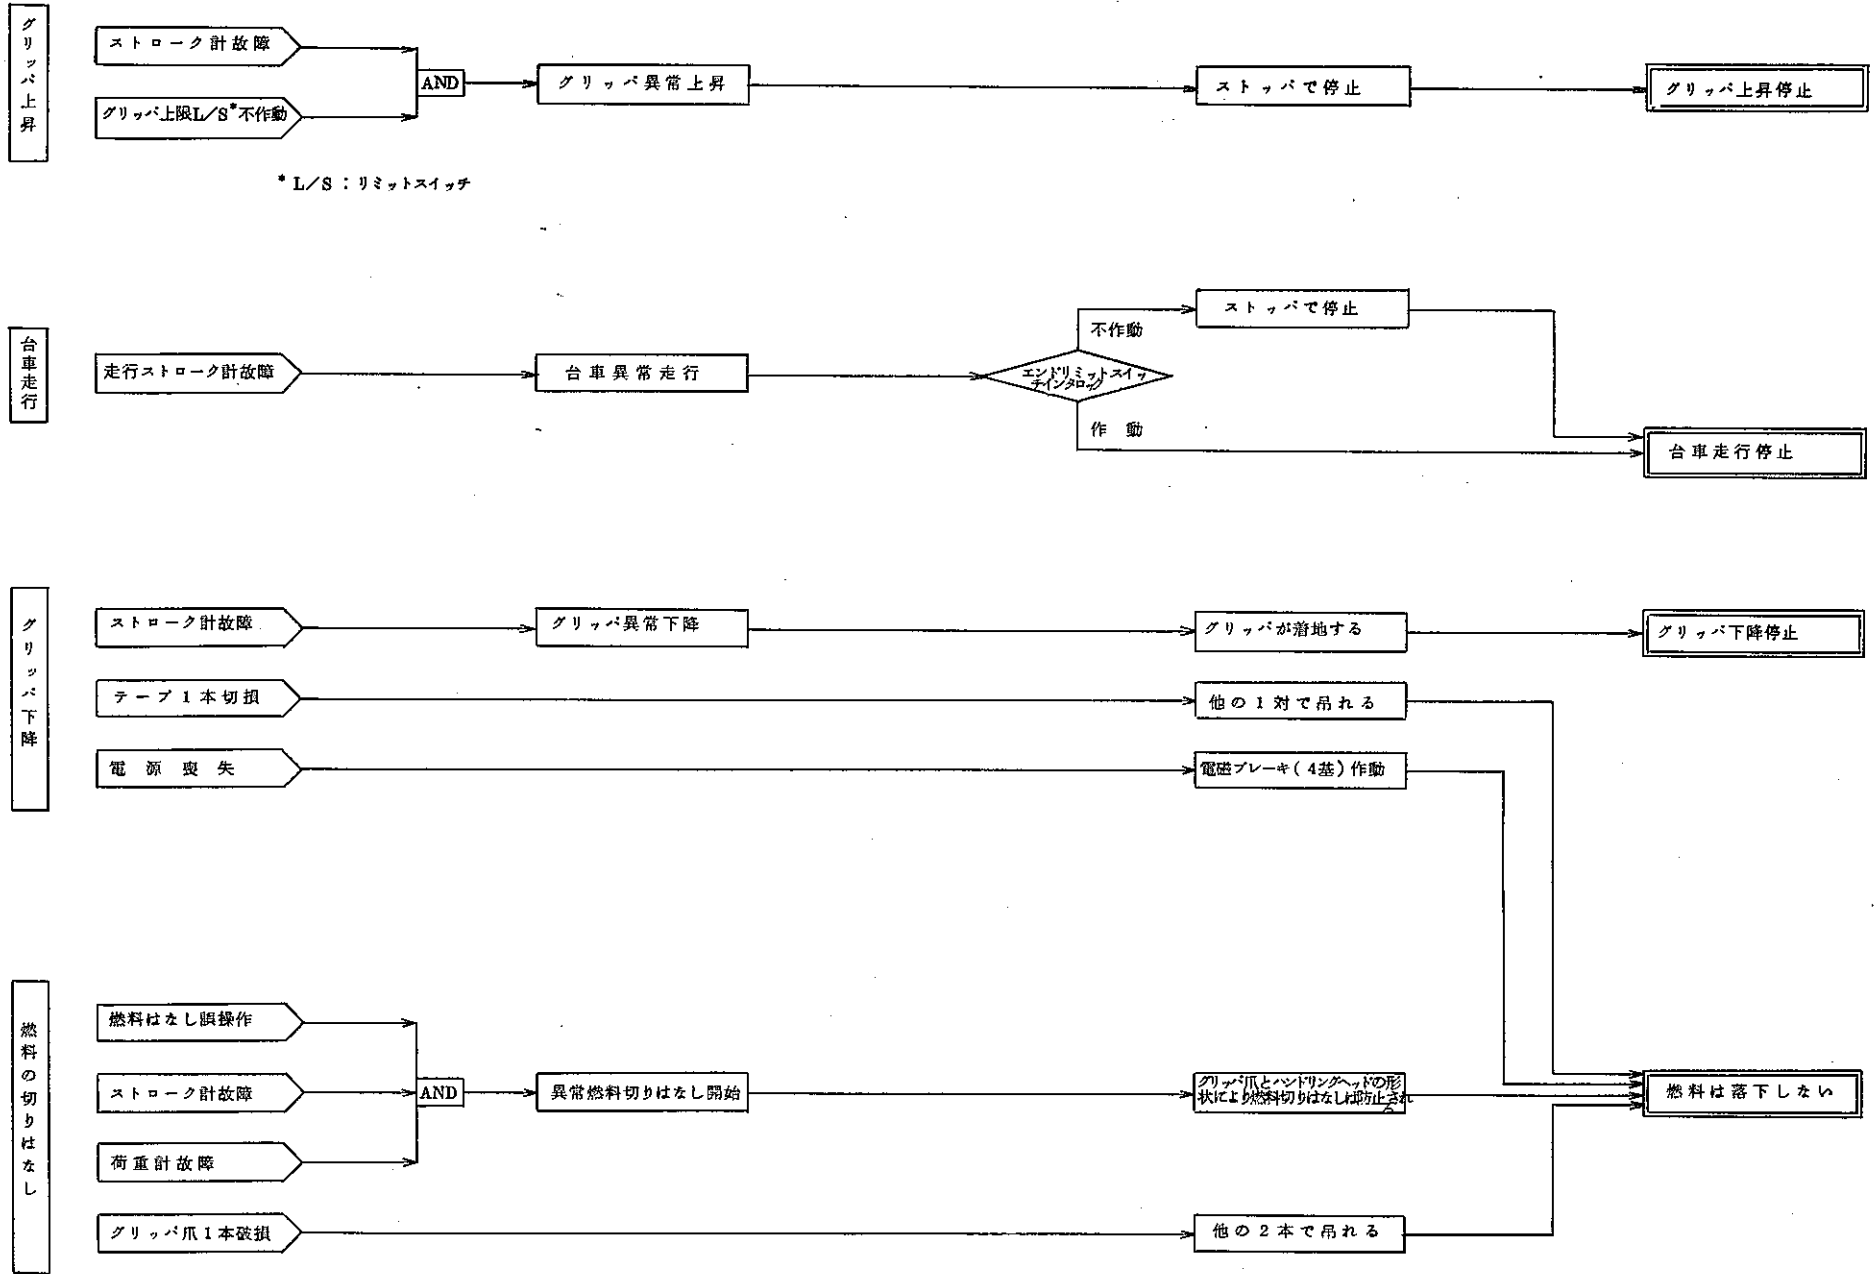 グリッパ上昇
ストローク計故障
グリッパ上限L/S*不作動
AND
グリッパ異常上昇
ストッパで停止
グリッパ上昇停止
* L/S : リミットスイッチ
台車走行
走行ストローク計故障
台車異常走行
エンドリミットスイッ
チインタロック
不作動
ストッパで停止
作 動
台車走行停止
グリッパ下降
ストローク計故障
グリッパ異常下降
グリッパが着地する
グリッパ下降停止
テープ1本切損
他の1対で吊れる
電 源 喪 失
電磁ブレーキ(4基)作動
燃料の切りはなし
燃料はなし誤操作
ストローク計故障
荷重計故障
AND
異常燃料切りはなし開始
グリッパ爪とハンドリングヘッドの形
状により燃料切りはなしは防止され
る
燃料は落下しない
グリッパ爪1本破損
他の2本で吊れる